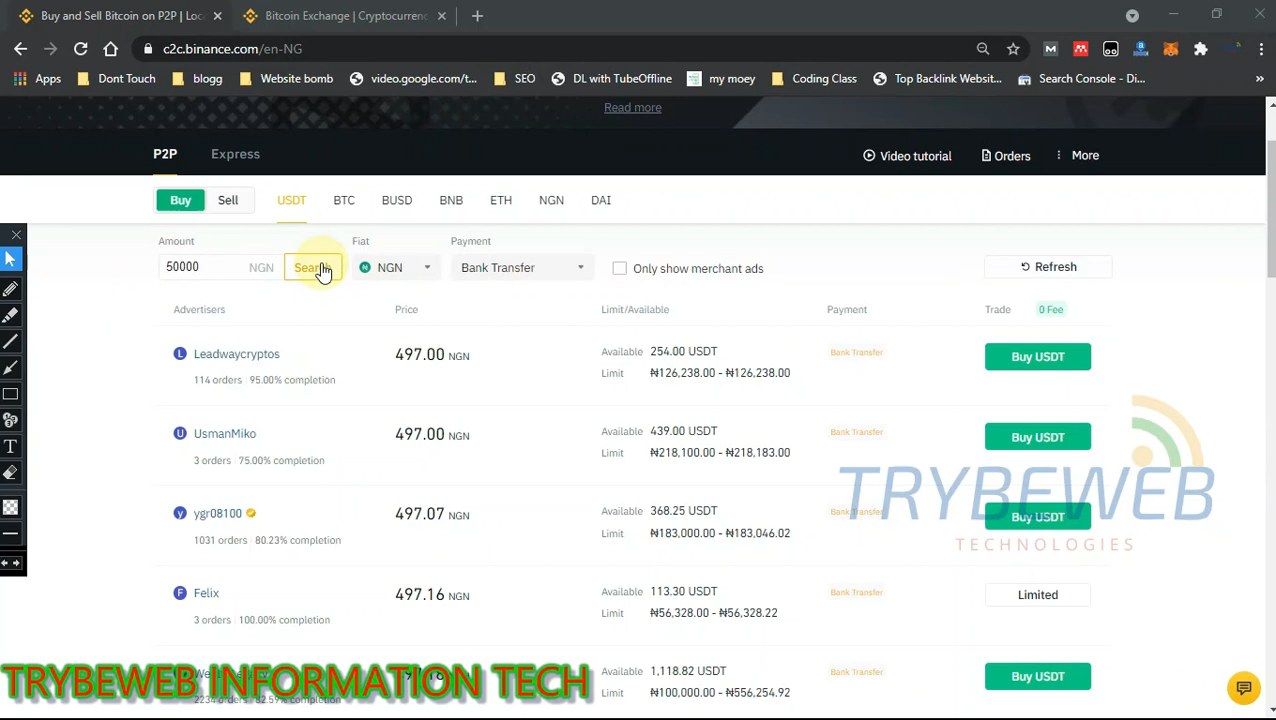 Buy and Sell Bitcoin on P2P | Loc
Bitcoin Exchange | Cryptocurrenc
c2c.binance.com/en-NG
Apps
Dont Touch
blogg
Website bomb
video.google.com/t...
SEO
DL with TubeOffline
my moey
Coding Class
Top Backlink Websit...
Search Console - Di...
»
Read more
P2P Express
Video tutorial Orders More
Buy Sell USDT BTC BUSD BNB ETH NGN DAI
Amount Fiat Payment
50000 NGN Search NGN Bank Transfer Only show merchant ads Refresh
Advertisers Price Limit/Available Payment Trade 0 Fee
L Leadwaycryptos 497.00 NGN Available 254.00 USDT Bank Transfer Buy USDT
114 orders 95.00% completion Limit ₦126,238.00 - ₦126,238.00
U UsmanMiko 497.00 NGN Available 439.00 USDT Bank Transfer Buy USDT
3 orders 75.00% completion Limit ₦218,100.00 - ₦218,183.00
y ygr08100 497.07 NGN Available 368.25 USDT Bank Transfer Buy USDT
1031 orders 80.23% completion Limit ₦183,000.00 - ₦183,046.02
TRYBEWEB
TECHNOLOGIES
F Felix 497.16 NGN Available 113.30 USDT Bank Transfer Limited
3 orders 100.00% completion Limit ₦56,328.00 - ₦56,328.22
Available 1,118.82 USDT Bank Transfer Buy USDT
2234 orders 82.59% completion Limit ₦100,000.00 - ₦556,254.92
TRYBEWEB INFORMATION TECH